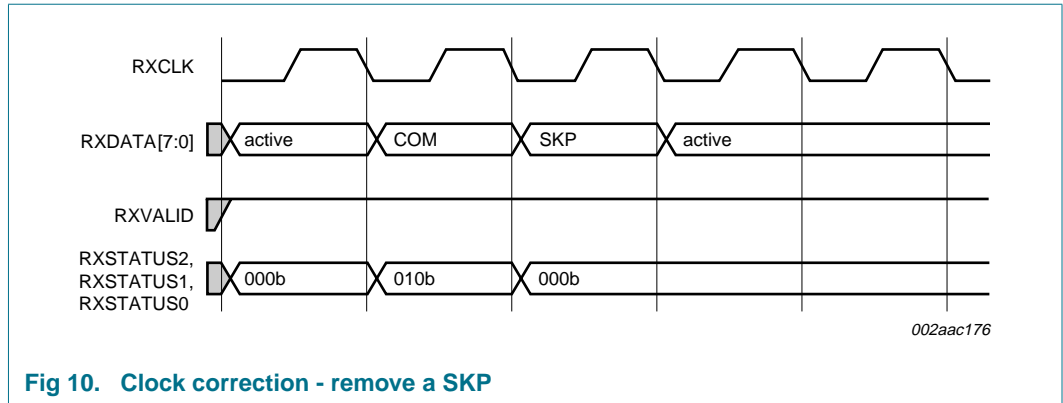 RXCLK
RXDATA[7:0] active COM SKP active
RXVALID
RXSTATUS2,
RXSTATUS1,
RXSTATUS0
000b 010b 000b
002aac176
Fig 10. Clock correction - remove a SKP